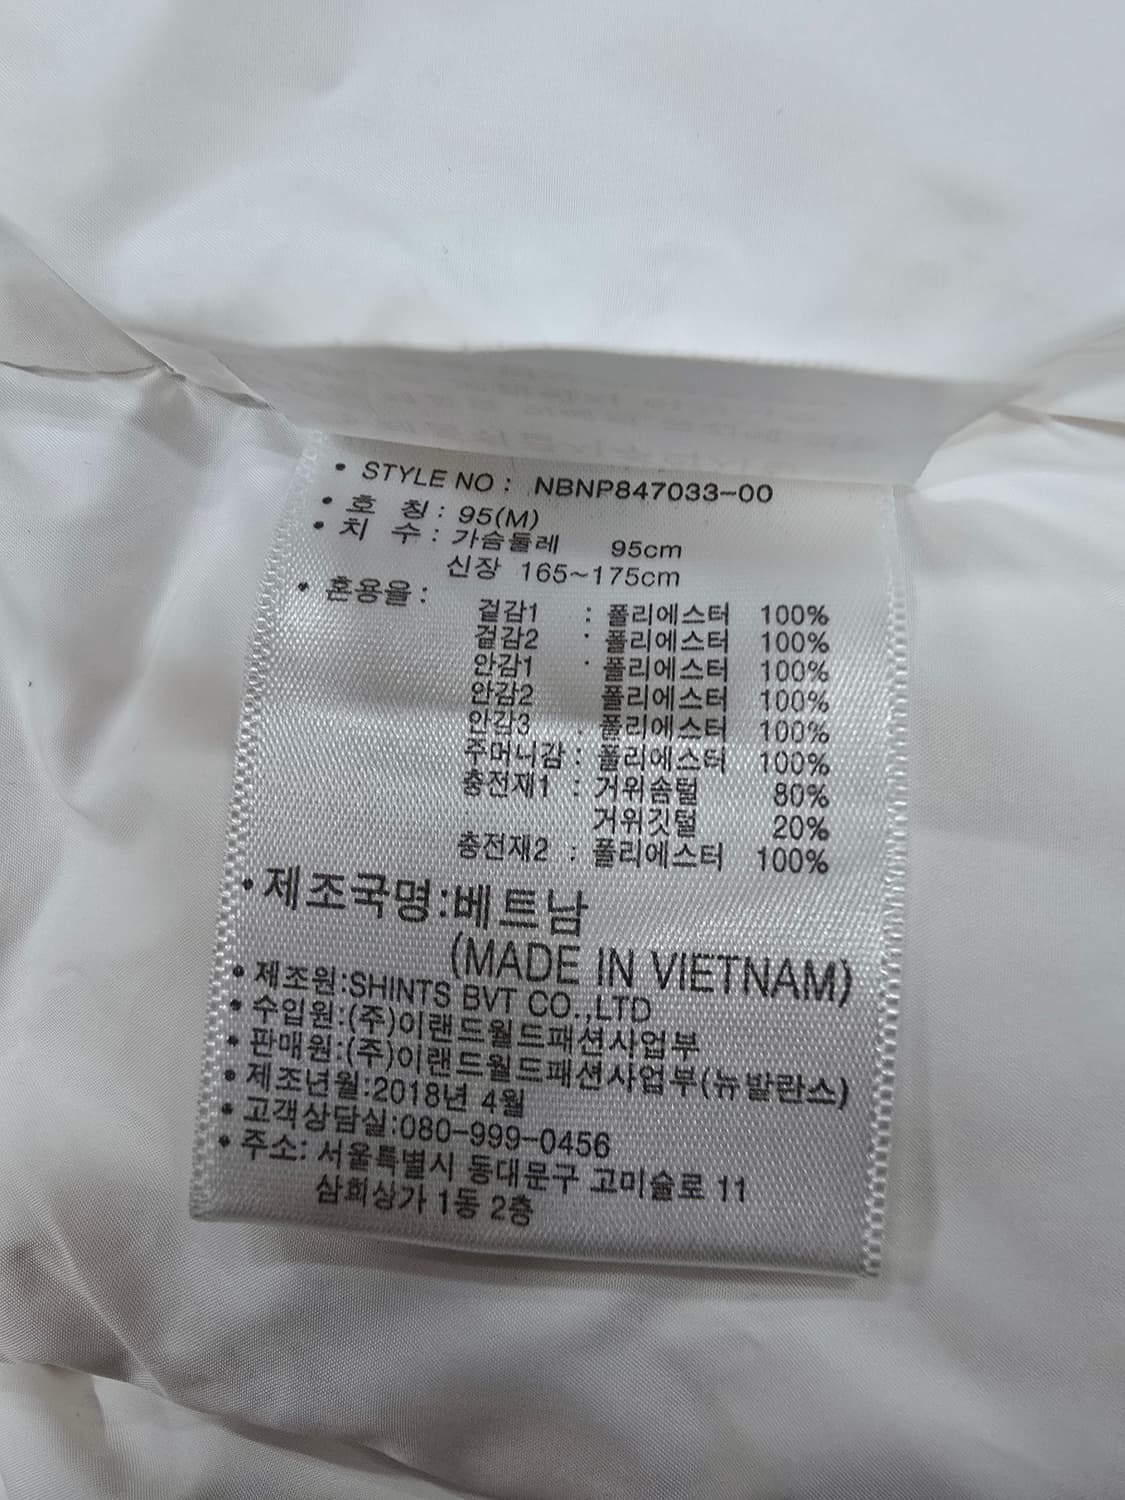 • STYLE NO : NBNP847033-00
• 호 칭 : 95(M)
• 치 수 : 가슴둘레 95cm
신장 165~175cm
• 혼용율 :
겉감1 : 폴리에스터 100%
겉감2 : 폴리에스터 100%
안감1 : 폴리에스터 100%
안감2 폴리에스터 100%
안감3 : 폴리에스터 100%
주머니감 : 폴리에스터 100%
충전재1 : 거위솜털 80%
거위깃털 20%
충전재2 : 폴리에스터 100%
• 제조국명:베트남
(MADE IN VIETNAM)
• 제조원:SHINTS BVT CO.,LTD
• 수입원:(주)이랜드월드패션사업부
• 판매원:(주)이랜드월드패션사업부(뉴발란스)
• 제조년월:2018년 4월
• 고객상담실:080-999-0456
• 주소: 서울특별시 동대문구 고미술로 11
삼희상가 1동 2층